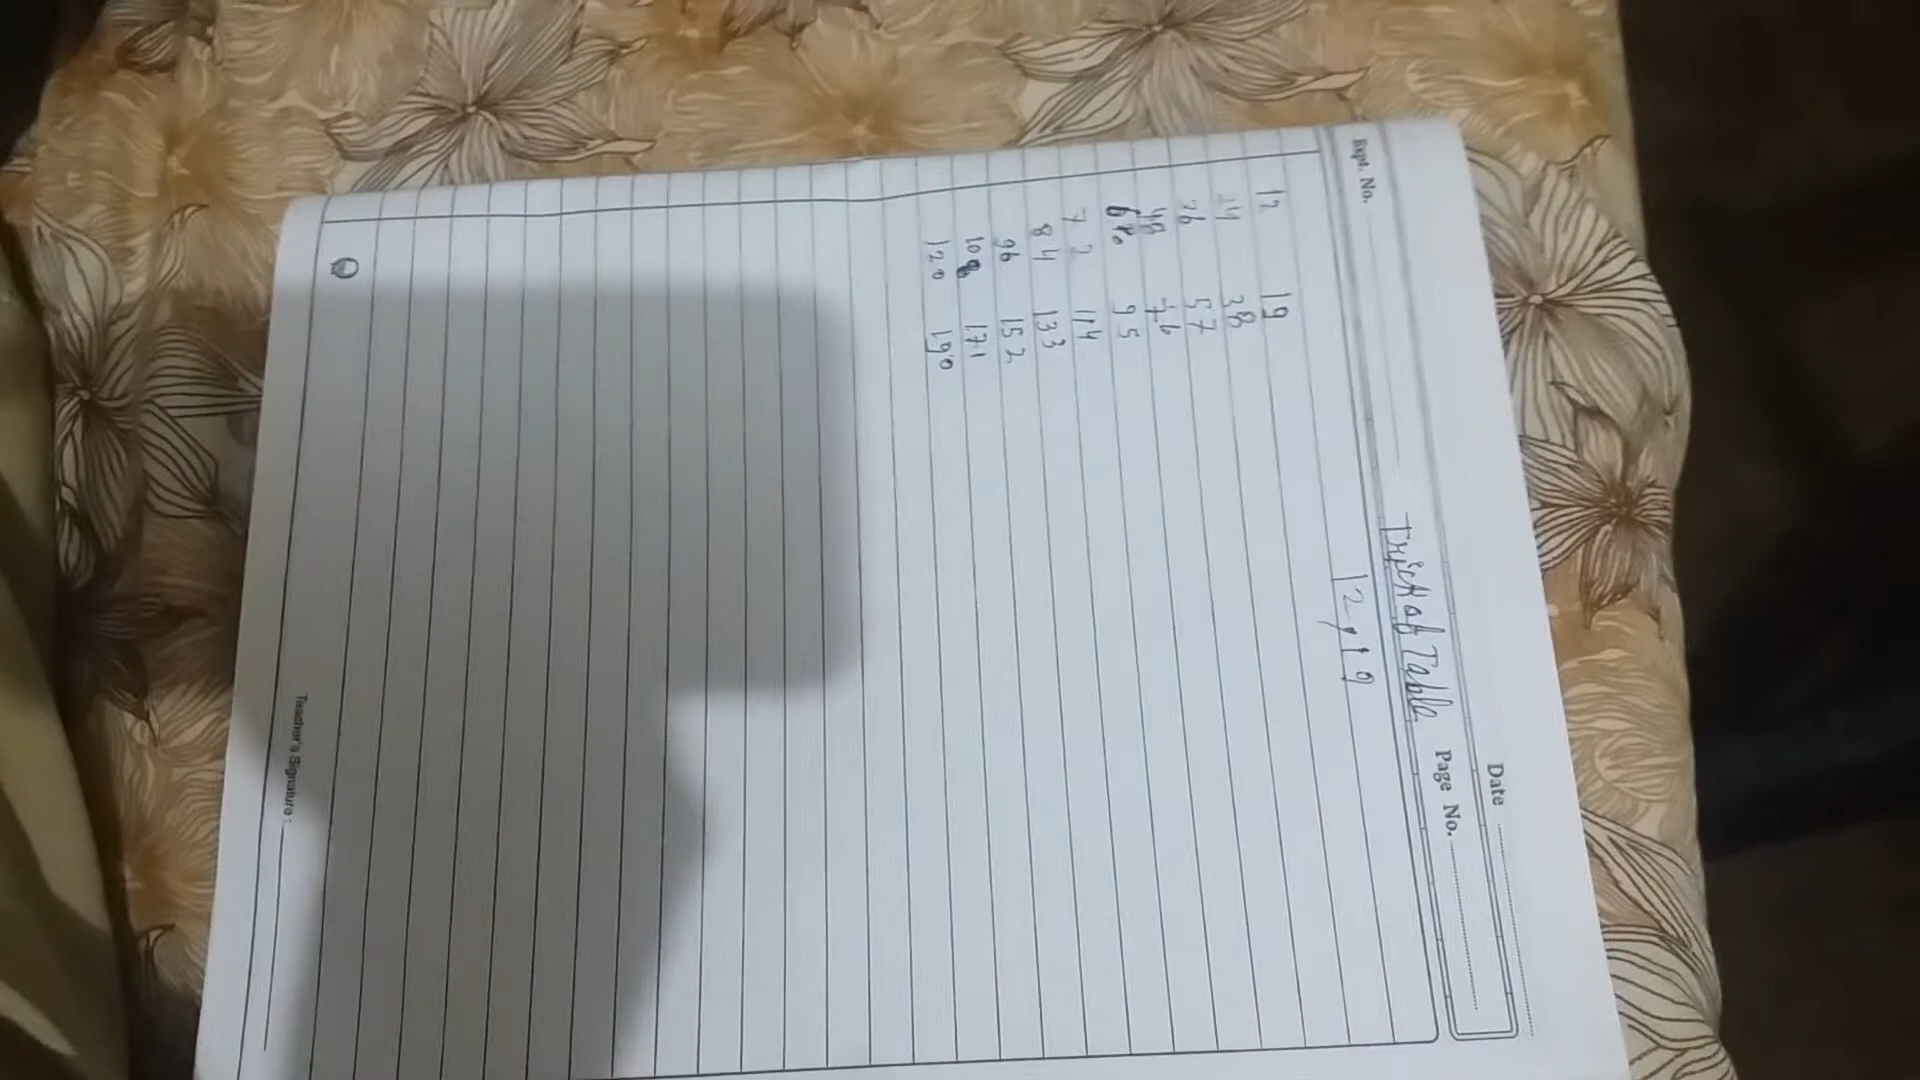 Date
Expt. No. Page No.
Trick of Table
12, 19
12 19
24 38
36 57
48 76
60 95
72 114
84 133
96 152
108 171
120 190
Teacher's Signature :